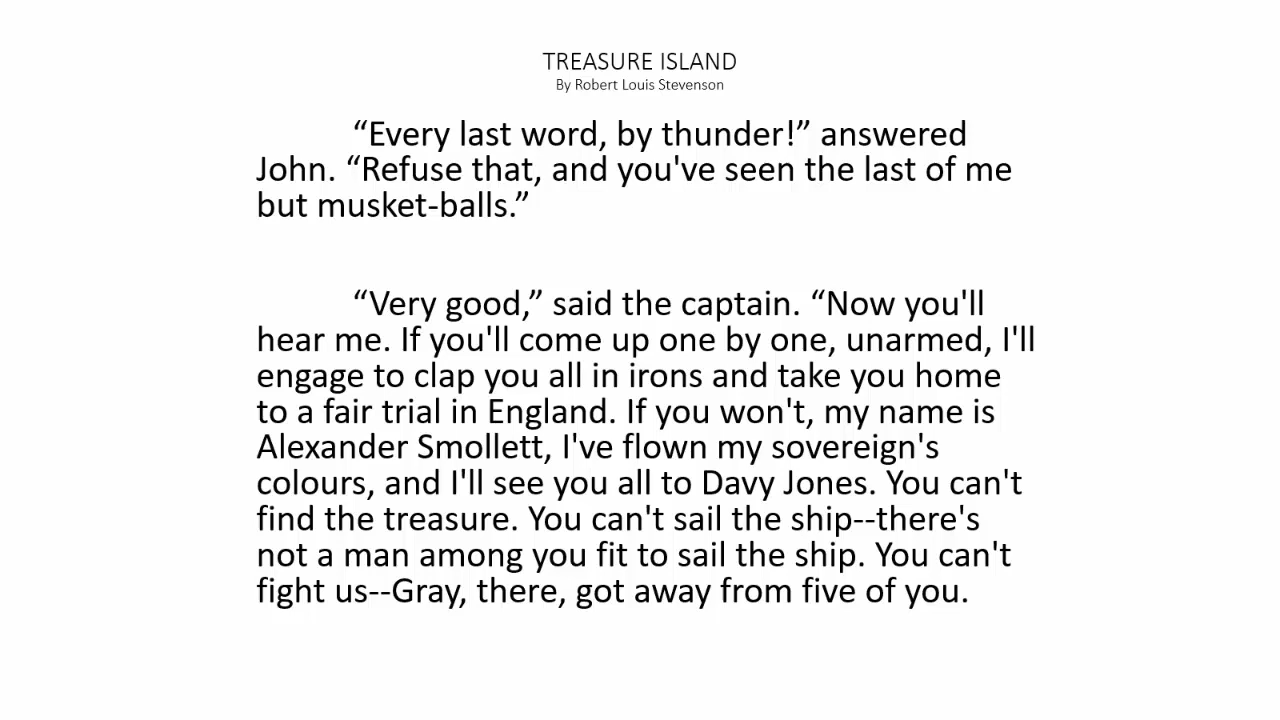 TREASURE ISLAND
By Robert Louis Stevenson
“Every last word, by thunder!” answered
John. “Refuse that, and you've seen the last of me
but musket-balls.”
“Very good,” said the captain. “Now you'll
hear me. If you'll come up one by one, unarmed, I'll
engage to clap you all in irons and take you home
to a fair trial in England. If you won't, my name is
Alexander Smollett, I've flown my sovereign's
colours, and I'll see you all to Davy Jones. You can't
find the treasure. You can't sail the ship--there's
not a man among you fit to sail the ship. You can't
fight us--Gray, there, got away from five of you.